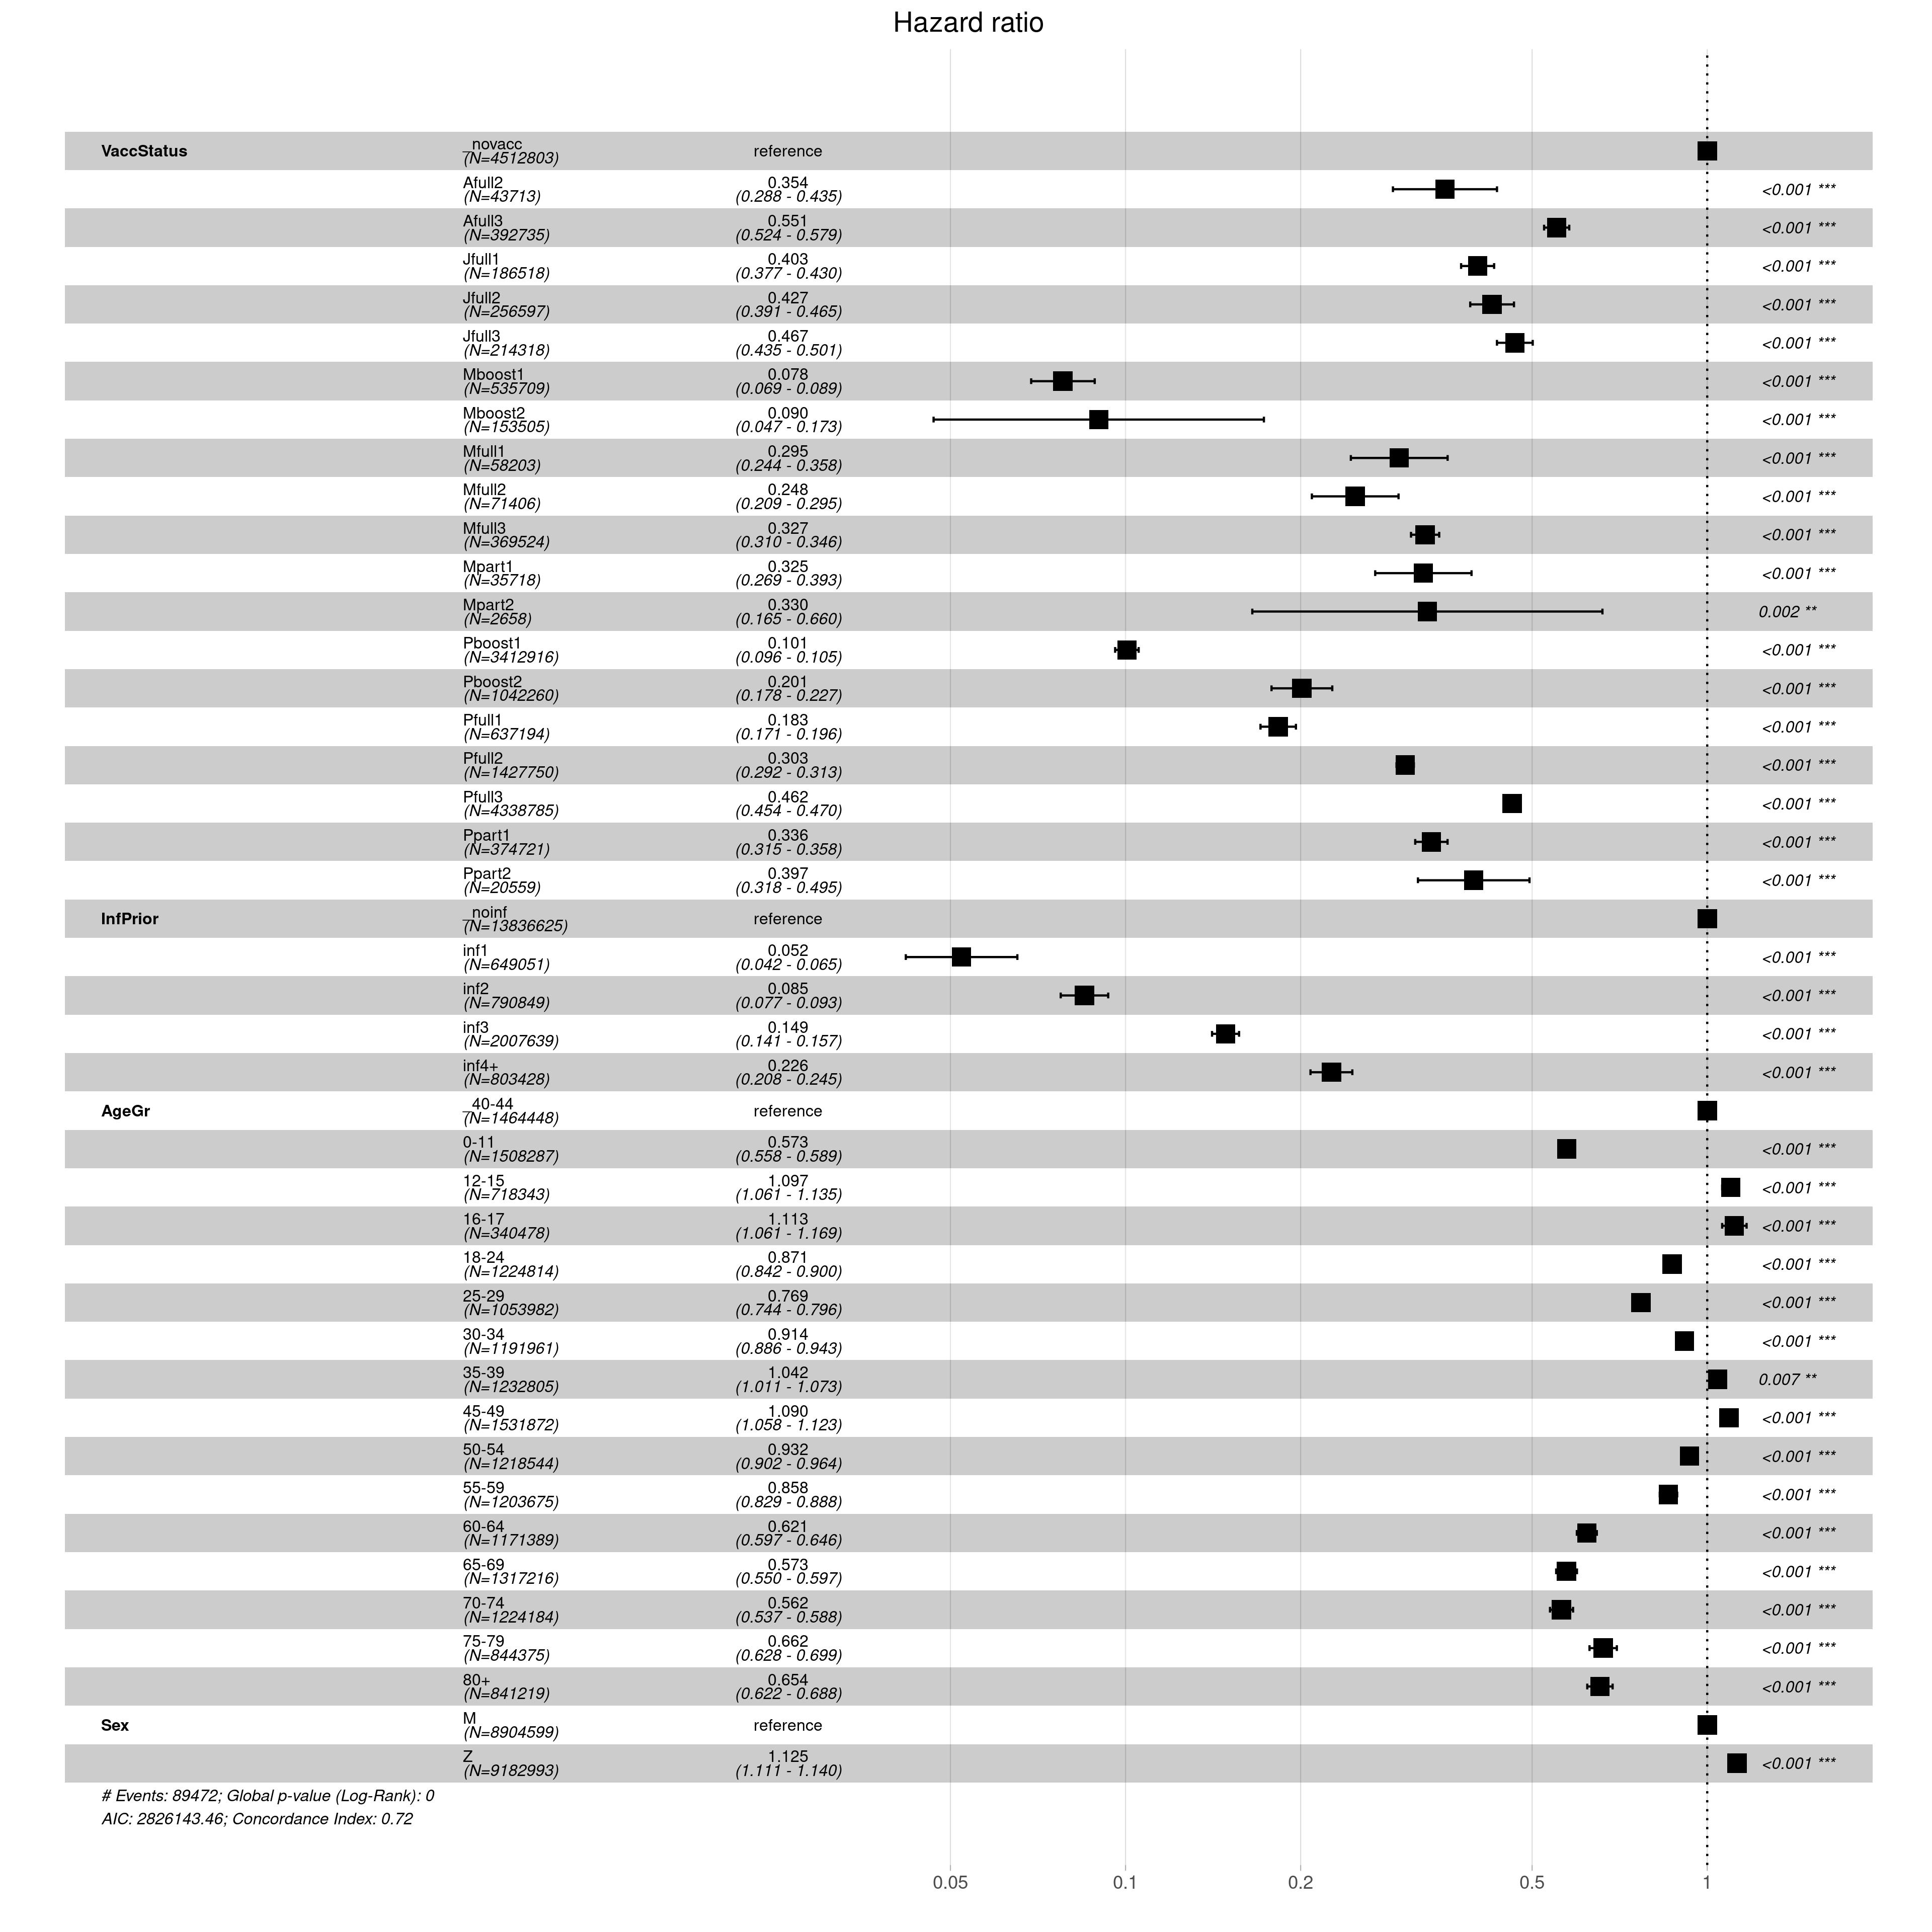 Hazard ratio
VaccStatus _novacc reference
(N=4512803)
Afull2 0.354
(N=43713) (0.288 - 0.435) <0.001 ***
Afull3 0.551
(N=392735) (0.524 - 0.579) <0.001 ***
Jfull1 0.403
(N=186518) (0.377 - 0.430) <0.001 ***
Jfull2 0.427
(N=256597) (0.391 - 0.465) <0.001 ***
Jfull3 0.467
(N=214318) (0.435 - 0.501) <0.001 ***
Mboost1 0.078
(N=535709) (0.069 - 0.089) <0.001 ***
Mboost2 0.090
(N=153505) (0.047 - 0.173) <0.001 ***
Mfull1 0.295
(N=58203) (0.244 - 0.358) <0.001 ***
Mfull2 0.248
(N=71406) (0.209 - 0.295) <0.001 ***
Mfull3 0.327
(N=369524) (0.310 - 0.346) <0.001 ***
Mpart1 0.325
(N=35718) (0.269 - 0.393) <0.001 ***
Mpart2 0.330
(N=2658) (0.165 - 0.660) 0.002 **
Pboost1 0.101
(N=3412916) (0.096 - 0.105) <0.001 ***
Pboost2 0.201
(N=1042260) (0.178 - 0.227) <0.001 ***
Pfull1 0.183
(N=637194) (0.171 - 0.196) <0.001 ***
Pfull2 0.303
(N=1427750) (0.292 - 0.313) <0.001 ***
Pfull3 0.462
(N=4338785) (0.454 - 0.470) <0.001 ***
Ppart1 0.336
(N=374721) (0.315 - 0.358) <0.001 ***
Ppart2 0.397
(N=20559) (0.318 - 0.495) <0.001 ***
InfPrior _noinf reference
(N=13836625)
inf1 0.052
(N=649051) (0.042 - 0.065) <0.001 ***
inf2 0.085
(N=790849) (0.077 - 0.093) <0.001 ***
inf3 0.149
(N=2007639) (0.141 - 0.157) <0.001 ***
inf4+ 0.226
(N=803428) (0.208 - 0.245) <0.001 ***
AgeGr _40-44 reference
(N=1464448)
0-11 0.573
(N=1508287) (0.558 - 0.589) <0.001 ***
12-15 1.097
(N=718343) (1.061 - 1.135) <0.001 ***
16-17 1.113
(N=340478) (1.061 - 1.169) <0.001 ***
18-24 0.871
(N=1224814) (0.842 - 0.900) <0.001 ***
25-29 0.769
(N=1053982) (0.744 - 0.796) <0.001 ***
30-34 0.914
(N=1191961) (0.886 - 0.943) <0.001 ***
35-39 1.042
(N=1232805) (1.011 - 1.073) 0.007 **
45-49 1.090
(N=1531872) (1.058 - 1.123) <0.001 ***
50-54 0.932
(N=1218544) (0.902 - 0.964) <0.001 ***
55-59 0.858
(N=1203675) (0.829 - 0.888) <0.001 ***
60-64 0.621
(N=1171389) (0.597 - 0.646) <0.001 ***
65-69 0.573
(N=1317216) (0.550 - 0.597) <0.001 ***
70-74 0.562
(N=1224184) (0.537 - 0.588) <0.001 ***
75-79 0.662
(N=844375) (0.628 - 0.699) <0.001 ***
80+ 0.654
(N=841219) (0.622 - 0.688) <0.001 ***
Sex M reference
(N=8904599)
Z 1.125
(N=9182993) (1.111 - 1.140) <0.001 ***
# Events: 89472; Global p-value (Log-Rank): 0
AIC: 2826143.46; Concordance Index: 0.72
0.05 0.1 0.2 0.5 1